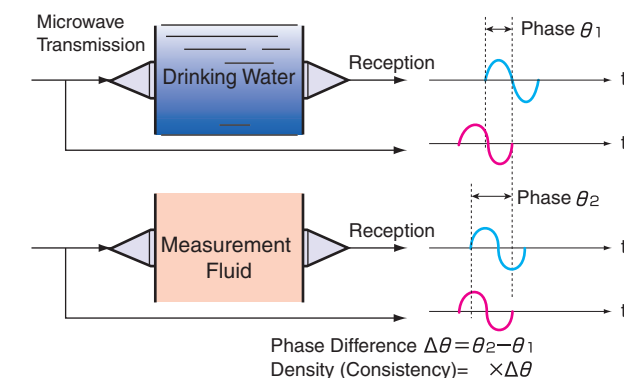 Microwave
Transmission
Drinking Water
Reception
Phase θ1
t
t
Measurement
Fluid
Reception
Phase θ2
t
t
Phase Difference Δθ=θ2−θ1
Density (Consistency)= ×Δθ